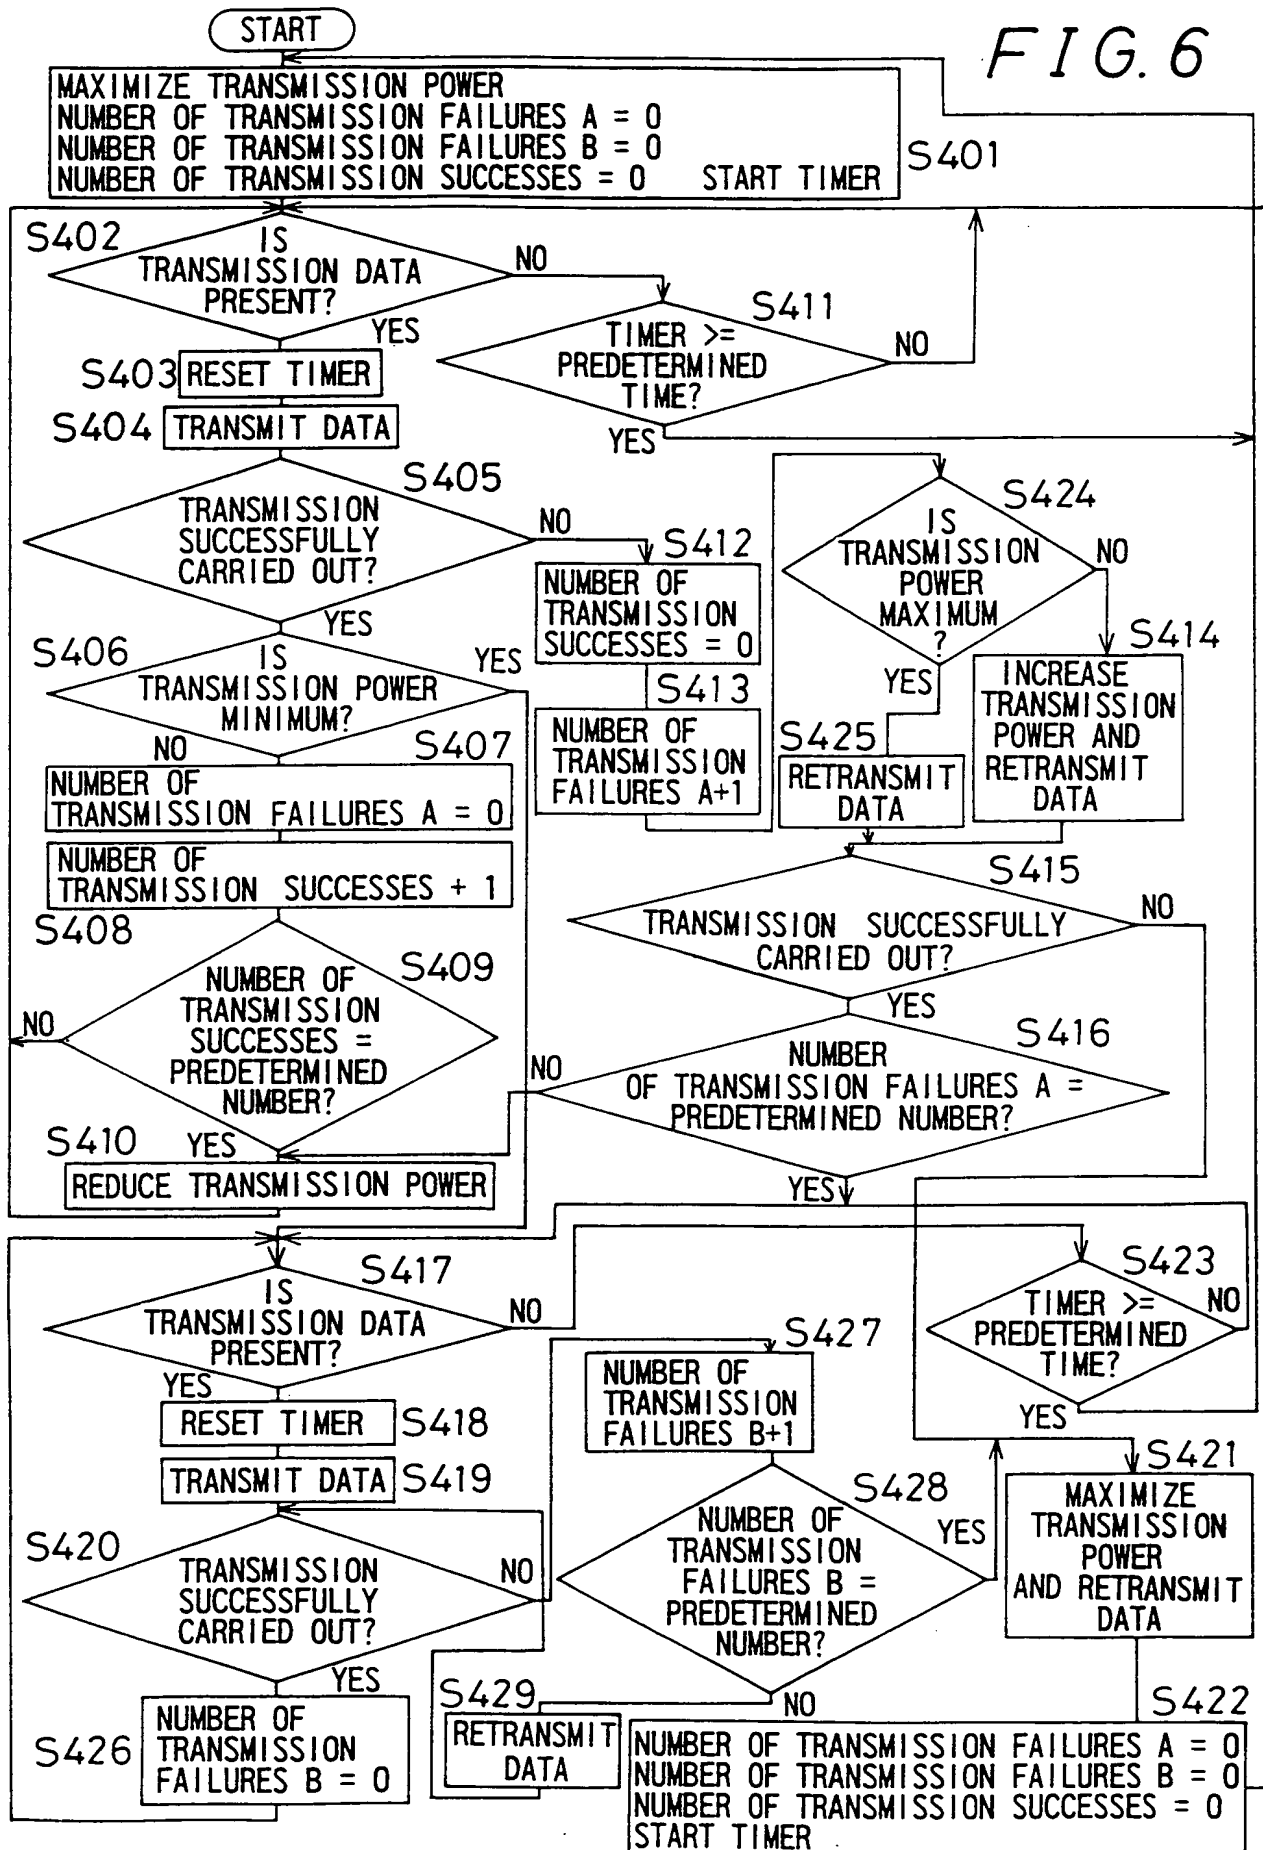 FIG. 6
START
MAXIMIZE TRANSMISSION POWER
NUMBER OF TRANSMISSION FAILURES A = 0
NUMBER OF TRANSMISSION FAILURES B = 0
NUMBER OF TRANSMISSION SUCCESSES = 0 START TIMER
S401
S402
IS
TRANSMISSION DATA
PRESENT?
NO
YES
S411
TIMER >=
PREDETERMINED
TIME?
NO
YES
S403
RESET TIMER
S404
TRANSMIT DATA
S405
TRANSMISSION
SUCCESSFULLY
CARRIED OUT?
NO
YES
S412
NUMBER OF
TRANSMISSION
SUCCESSES = 0
S413
NUMBER OF
TRANSMISSION
FAILURES A+1
S424
IS
TRANSMISSION
POWER
MAXIMUM
?
NO
YES
S414
INCREASE
TRANSMISSION
POWER AND
RETRANSMIT
DATA
S425
RETRANSMIT
DATA
S406
IS
TRANSMISSION POWER
MINIMUM?
YES
NO
S407
NUMBER OF
TRANSMISSION FAILURES A = 0
NUMBER OF
TRANSMISSION SUCCESSES + 1
S408
S409
NUMBER OF
TRANSMISSION
SUCCESSES =
PREDETERMINED
NUMBER?
NO
YES
S410
REDUCE TRANSMISSION POWER
S415
TRANSMISSION SUCCESSFULLY
CARRIED OUT?
NO
YES
S416
NUMBER
OF TRANSMISSION FAILURES A =
PREDETERMINED NUMBER?
NO
YES
S417
IS
TRANSMISSION DATA
PRESENT?
NO
YES
S423
TIMER >=
PREDETERMINED
TIME?
NO
YES
RESET TIMER
S418
TRANSMIT DATA
S419
S420
TRANSMISSION
SUCCESSFULLY
CARRIED OUT?
NO
YES
S426
NUMBER OF
TRANSMISSION
FAILURES B = 0
S427
NUMBER OF
TRANSMISSION
FAILURES B+1
S428
NUMBER OF
TRANSMISSION
FAILURES B =
PREDETERMINED
NUMBER?
YES
NO
S429
RETRANSMIT
DATA
S421
MAXIMIZE
TRANSMISSION
POWER
AND RETRANSMIT
DATA
S422
NUMBER OF TRANSMISSION FAILURES A = 0
NUMBER OF TRANSMISSION FAILURES B = 0
NUMBER OF TRANSMISSION SUCCESSES = 0
START TIMER